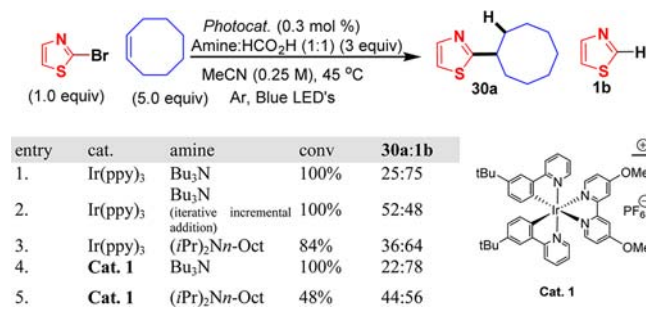 Photocat. (0.3 mol %)
Amine:HCO2H (1:1) (3 equiv)
MeCN (0.25 M), 45 °C
Ar, Blue LED's
N
S
Br
(1.0 equiv)
(5.0 equiv)
N
S
H
30a
N
S
H
1b
entry cat. amine conv 30a:1b
1. Ir(ppy)3 Bu3N 100% 25:75
2. Ir(ppy)3 Bu3N (iterative incremental addition) 100% 52:48
3. Ir(ppy)3 (iPr)2Nn-Oct 84% 36:64
4. Cat. 1 Bu3N 100% 22:78
5. Cat. 1 (iPr)2Nn-Oct 48% 44:56
tBu
N
N
OMe
Ir
PF6
tBu
N
N
OMe
+
−
Cat. 1